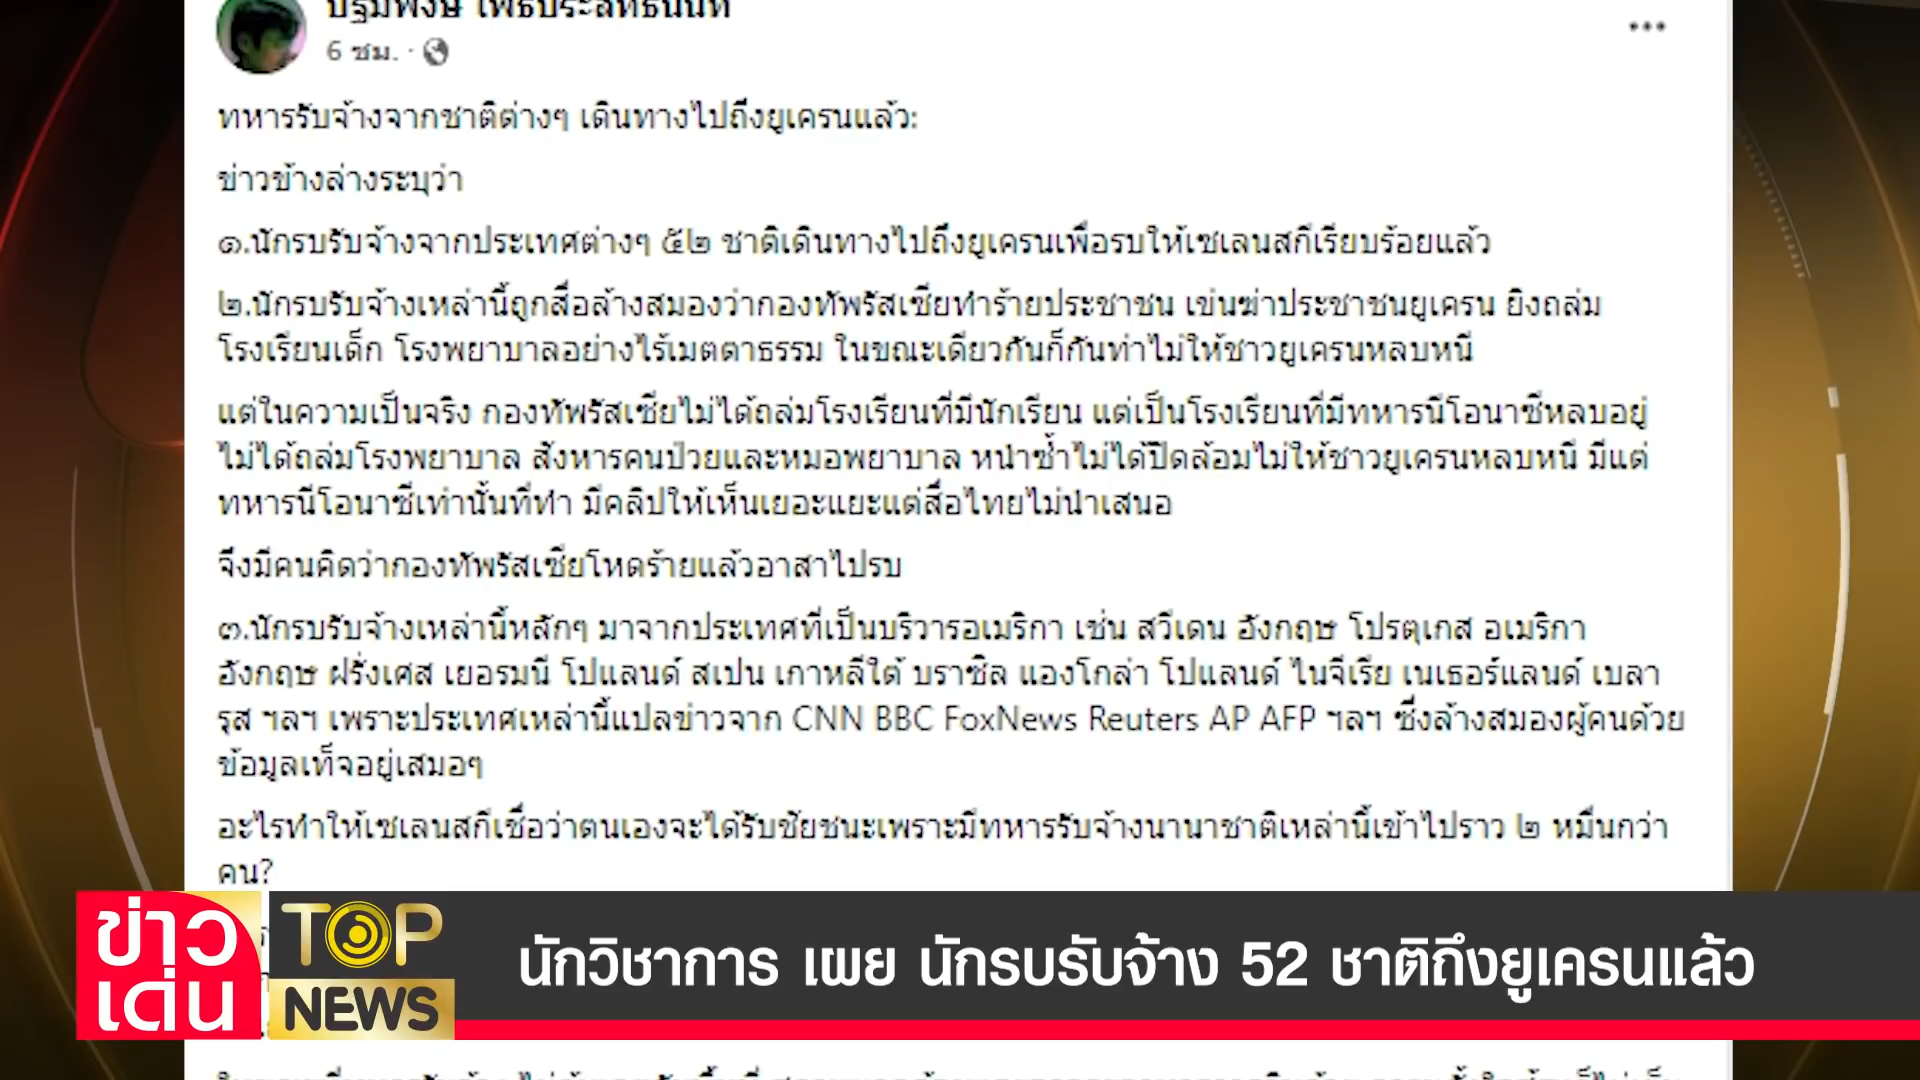 ปฐมพงษ์ โพธิ์ประสิทธินันท์
6 ชม.
ทหารรับจ้างจากชาติต่างๆ เดินทางไปถึงยูเครนแล้ว:
ข่าวข้างล่างระบุว่า
๑.นักรบรับจ้างจากประเทศต่างๆ ๕๒ ชาติเดินทางไปถึงยูเครนเพื่อรบให้เซเลนสกีเรียบร้อยแล้ว
๒.นักรบรับจ้างเหล่านี้ถูกสื่อล้างสมองว่ากองทัพรัสเซียทำร้ายประชาชน เข่นฆ่าประชาชนยูเครน ยิงถล่ม
โรงเรียนเด็ก โรงพยาบาลอย่างไร้เมตตาธรรม ในขณะเดียวกันก็กันท่าไม่ให้ชาวยูเครนหลบหนี
แต่ในความเป็นจริง กองทัพรัสเซียไม่ได้ถล่มโรงเรียนที่มีนักเรียน แต่เป็นโรงเรียนที่มีทหารนีโอนาซีหลบอยู่
ไม่ได้ถล่มโรงพยาบาล สังหารคนป่วยและหมอพยาบาล หนำซ้ำไม่ได้ปิดล้อมไม่ให้ชาวยูเครนหลบหนี มีแต่
ทหารนีโอนาซีเท่านั้นที่ทำ มีคลิปให้เห็นเยอะแยะแต่สื่อไทยไม่นำเสนอ
จึงมีคนคิดว่ากองทัพรัสเซียโหดร้ายแล้วอาสาไปรบ
๓.นักรบรับจ้างเหล่านี้หลักๆ มาจากประเทศที่เป็นบริวารอเมริกา เช่น สวีเดน อังกฤษ โปรตุเกส อเมริกา
อังกฤษ ฝรั่งเศส เยอรมนี โปแลนด์ สเปน เกาหลีใต้ บราซิล แองโกล่า โปแลนด์ ไนจีเรีย เนเธอร์แลนด์ เบลา
รุส ฯลฯ เพราะประเทศเหล่านี้แปลข่าวจาก CNN BBC FoxNews Reuters AP AFP ฯลฯ ซึ่งล้างสมองผู้คนด้วย
ข้อมูลเท็จอยู่เสมอๆ
อะไรทำให้เซเลนสกีเชื่อว่าตนเองจะได้รับชัยชนะเพราะมีทหารรับจ้างนานาชาติเหล่านี้เข้าไปราว ๒ หมื่นกว่า
คน?
ข่าวเด่น
TOP NEWS
นักวิชาการ เผย นักรบรับจ้าง 52 ชาติถึงยูเครนแล้ว